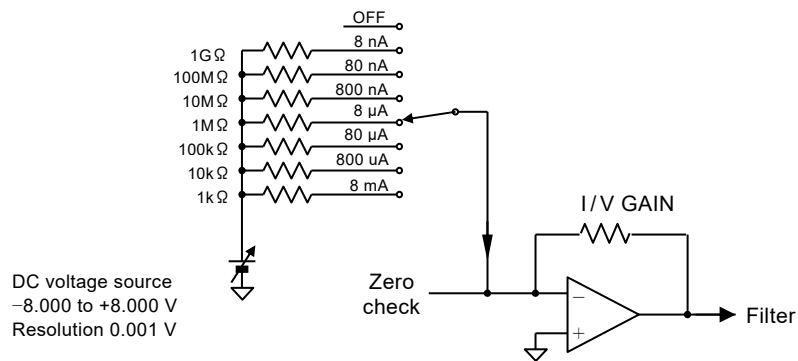 OFF
1GΩ 8 nA
100MΩ 80 nA
10MΩ 800 nA
1MΩ 8 μA
100kΩ 80 μA
10kΩ 800 uA
1kΩ 8 mA
I/V GAIN
DC voltage source
−8.000 to +8.000 V
Resolution 0.001 V
Zero
check
−
+
Filter